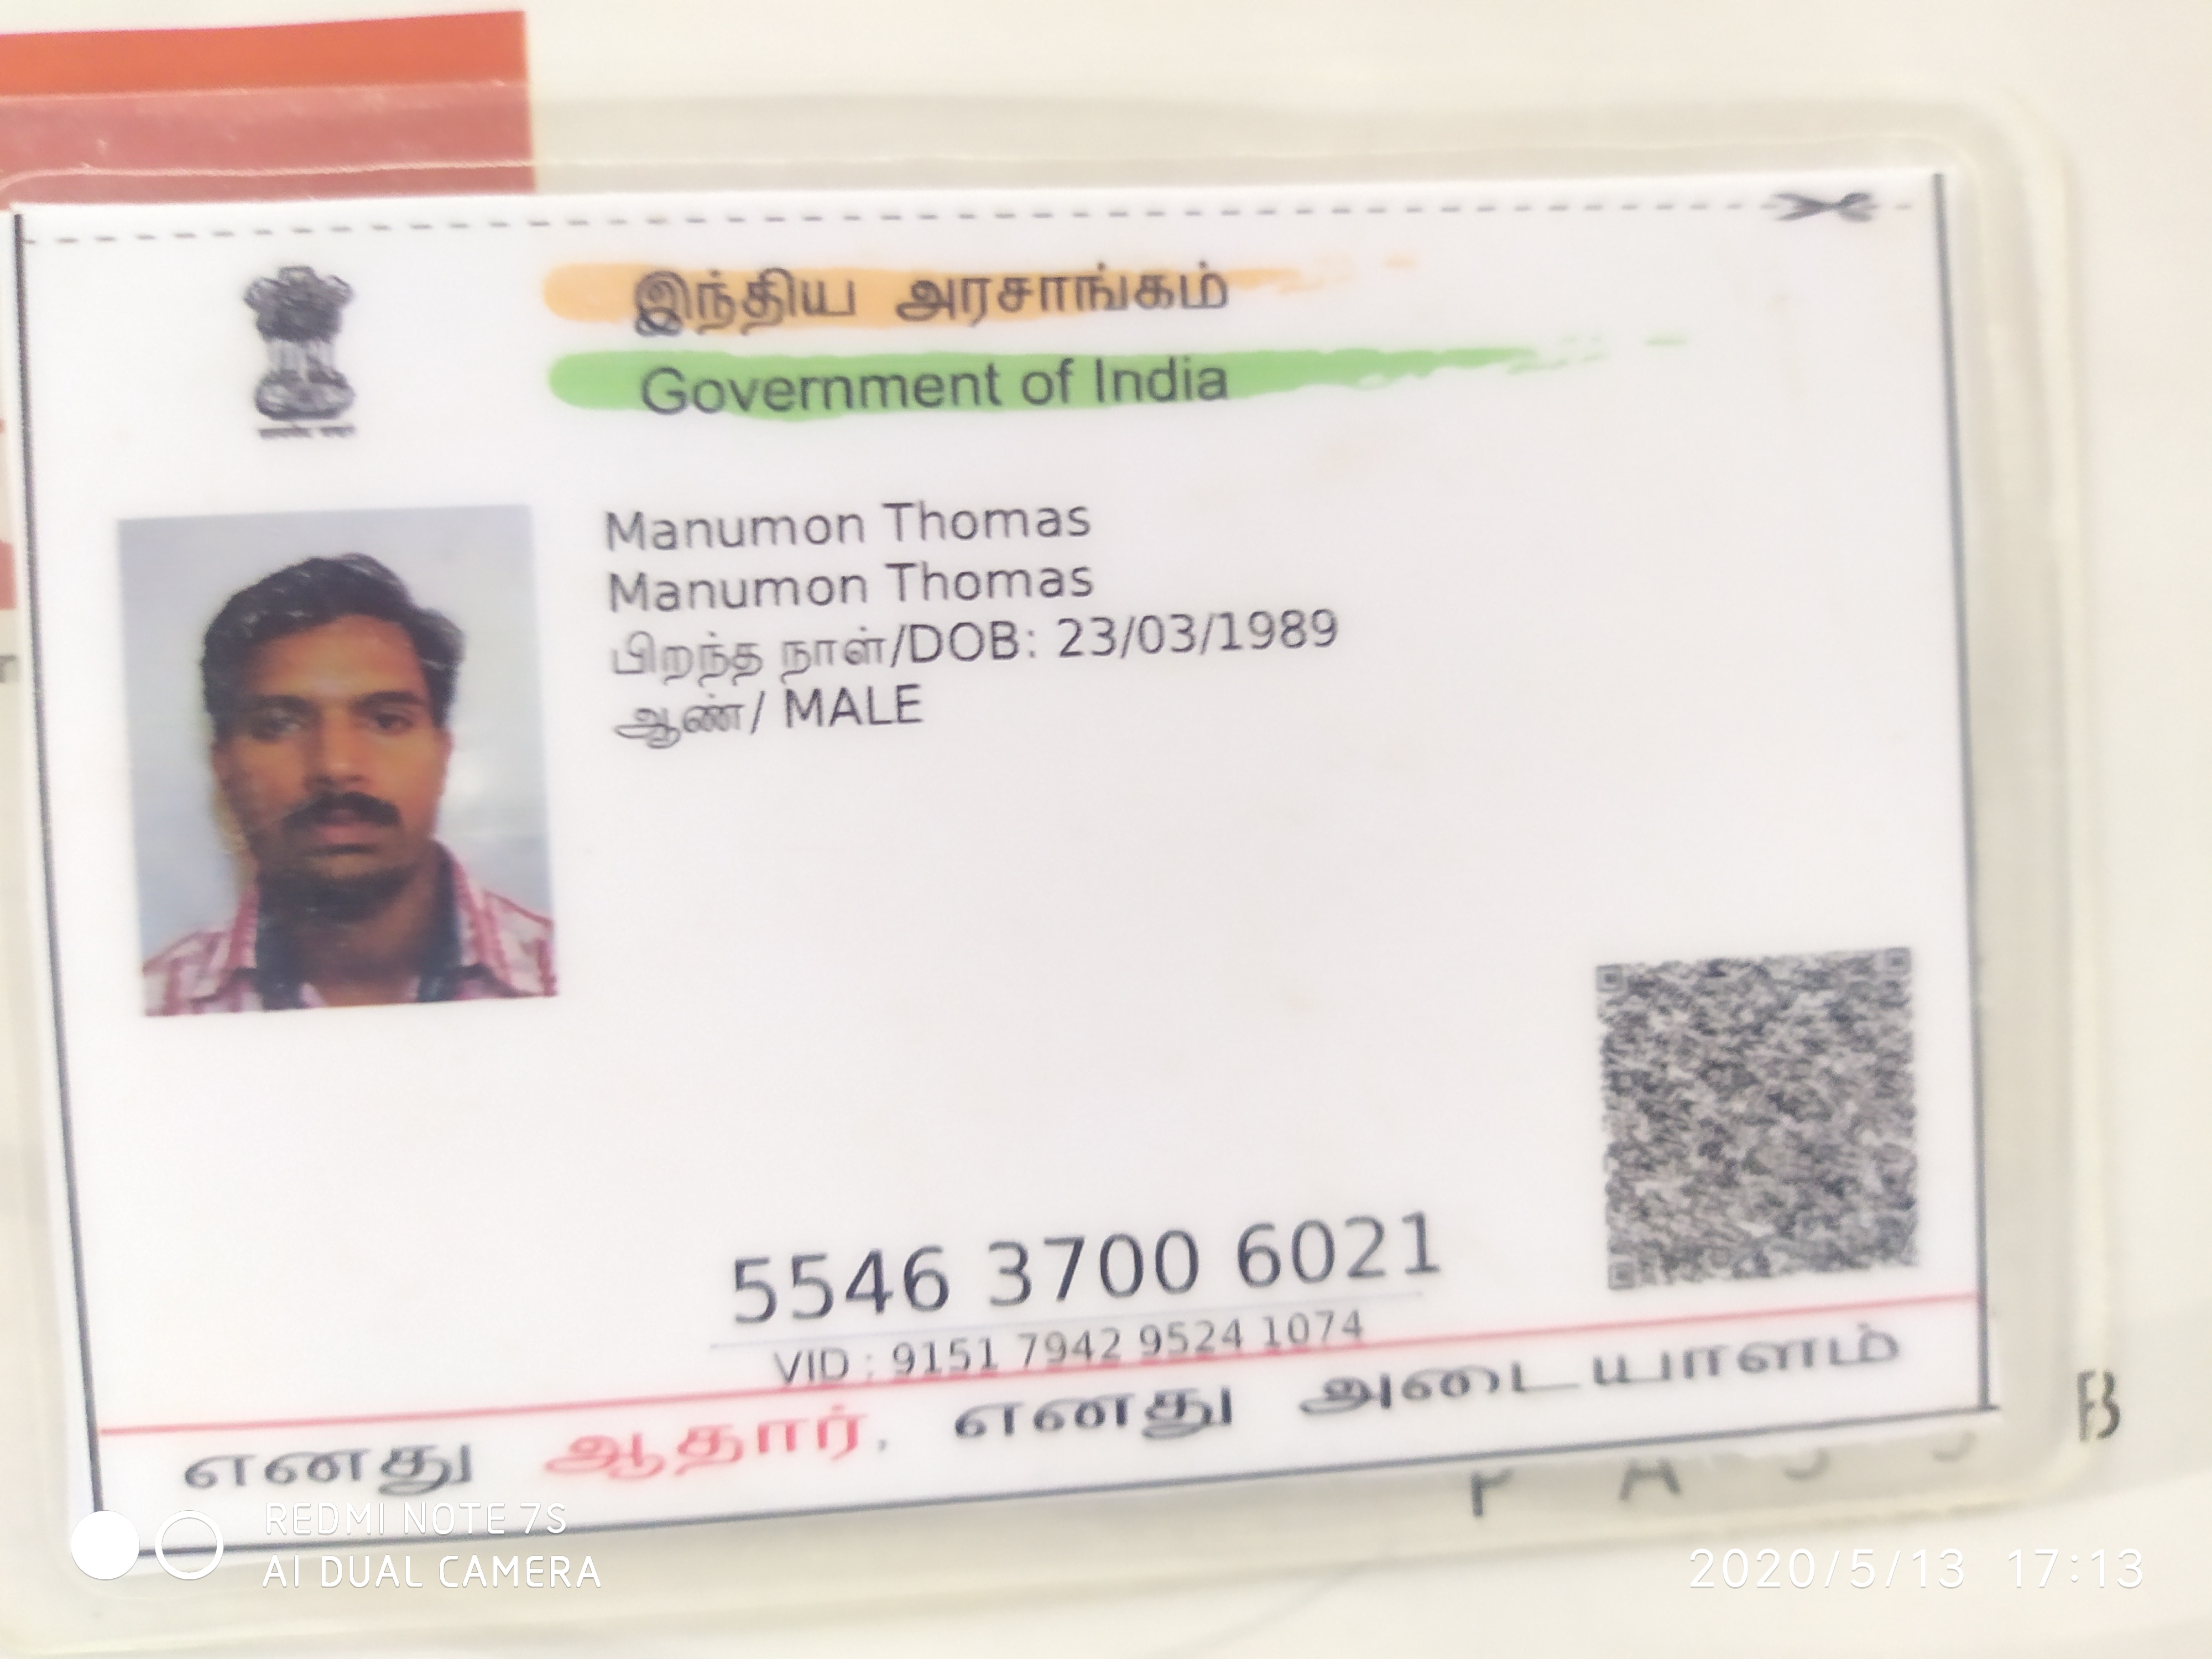 இந்திய அரசாங்கம்
Government of India
Manumon Thomas
Manumon Thomas
பிறந்த நாள்/DOB: 23/03/1989
ஆண்/ MALE
5546 3700 6021
VID : 9151 7942 9524 1074
எனது ஆதார், எனது அடையாளம்
REDMI NOTE 7S
AI DUAL CAMERA
2020/5/13 17:13